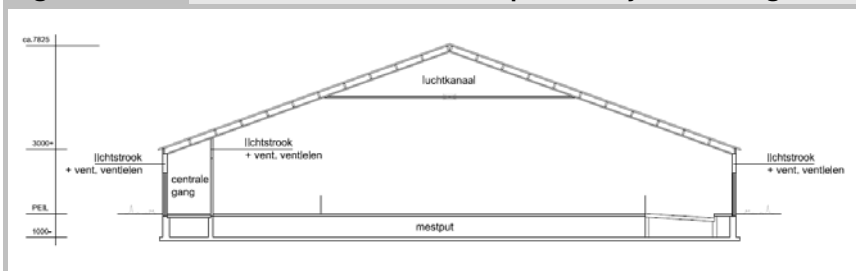 ca.7825
luchtkanaal
3000+
lichtstrook
+ vent. ventielen
lichtstrook
+ vent. ventielen
lichtstrook
+ vent. ventielen
centrale
gang
PEIL
mestput
1000-